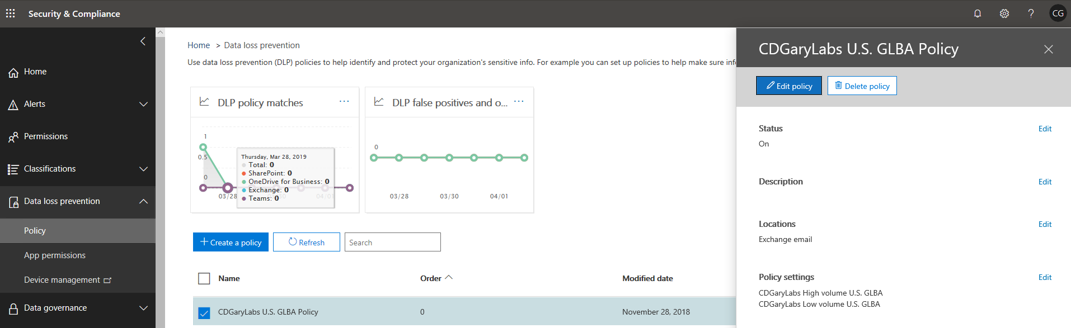 Security & Compliance
?
CG
Home
Alerts
Permissions
Classifications
Data loss prevention
Policy
App permissions
Device management
Data governance
Home > Data loss prevention
Use data loss prevention (DLP) policies to help identify and protect your organization's sensitive info. For example you can set up policies to help make sure info
DLP policy matches ...
1
0.5
0
03/28
Thursday, Mar 28, 2019
Total: 0
SharePoint: 0
OneDrive for Business: 0
Exchange: 0
Teams: 0
DLP false positives and o... ...
0
03/28 03/30 04/01
+ Create a policy Refresh Search
Name Order Modified date
CDGaryLabs U.S. GLBA Policy 0 November 28, 2018
CDGaryLabs U.S. GLBA Policy
Edit policy Delete policy
Status Edit
On
Description Edit
Locations Edit
Exchange email
Policy settings Edit
CDGaryLabs High volume U.S. GLBA
CDGaryLabs Low volume U.S. GLBA